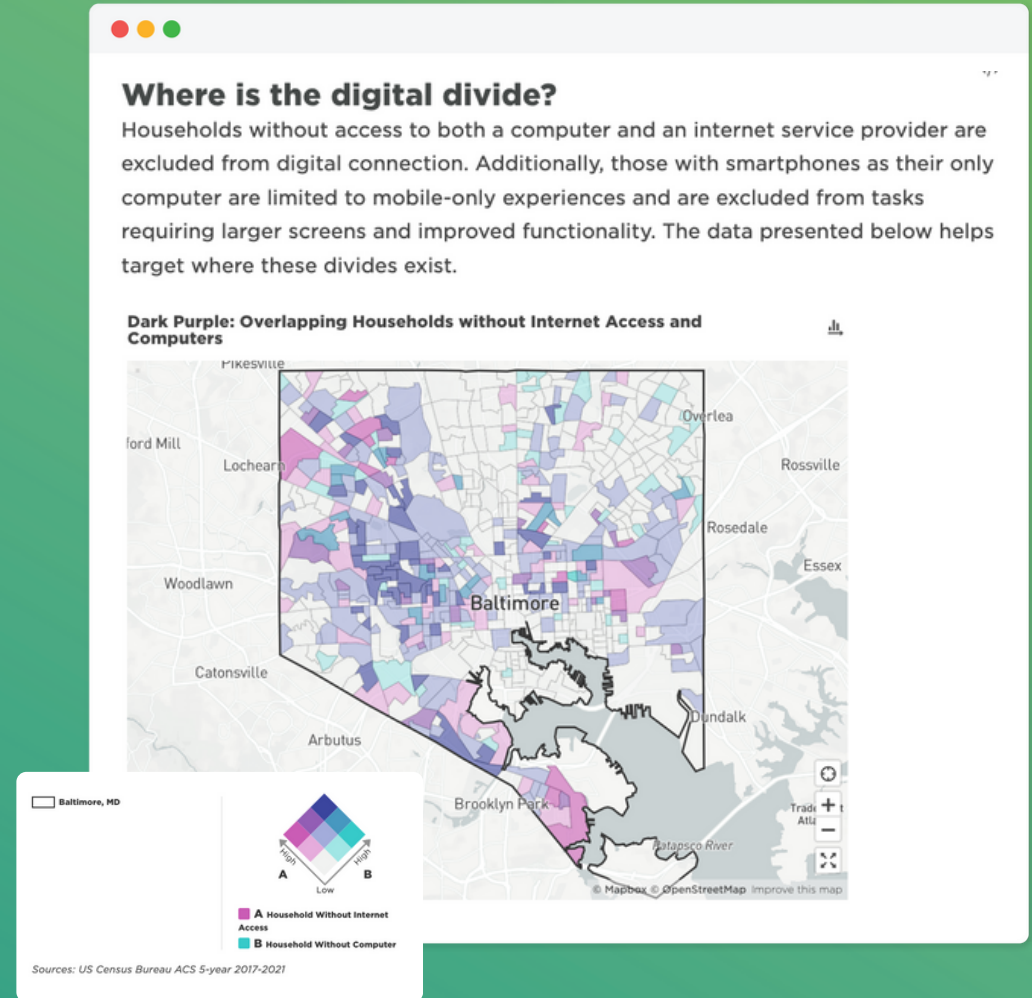 Where is the digital divide?
Households without access to both a computer and an internet service provider are
excluded from digital connection. Additionally, those with smartphones as their only
computer are limited to mobile-only experiences and are excluded from tasks
requiring larger screens and improved functionality. The data presented below helps
target where these divides exist.
Dark Purple: Overlapping Households without Internet Access and
Computers
Pikesville
Overlea
ford Mill
Lochearn
Rossville
Rosedale
Essex
Woodlawn
Baltimore
Catonsville
Dundalk
Arbutus
Brooklyn Park
Patapsco River
© Mapbox © OpenStreetMap Improve this map
Baltimore, MD
High
High
A
B
Low
A Household Without Internet
Access
B Household Without Computer
Sources: US Census Bureau ACS 5-year 2017-2021